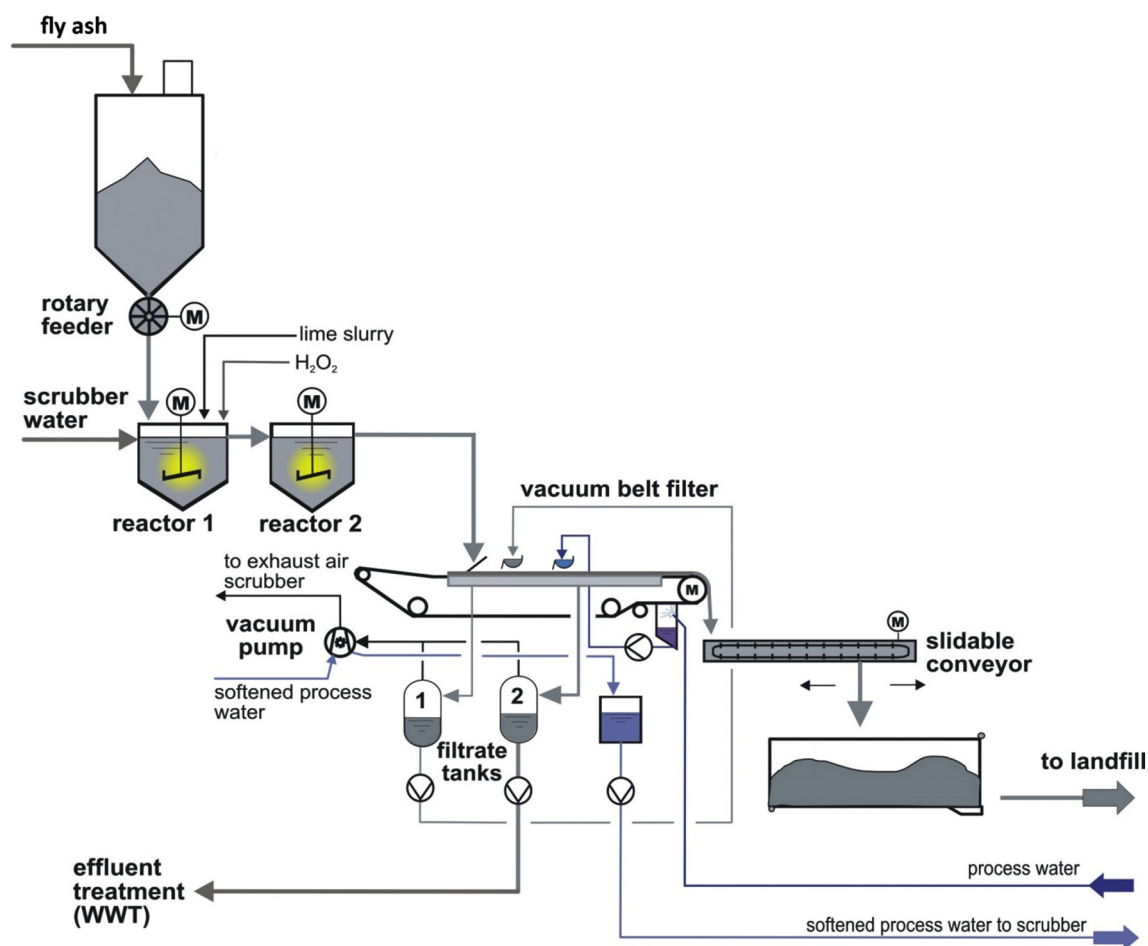 fly ash
rotary
feeder
M
lime slurry
H₂O₂
scrubber
water
M
M
reactor 1
reactor 2
vacuum belt filter
to exhaust air
scrubber
M
vacuum
pump
M
slidable
conveyor
softened process
water
1
2
filtrate
tanks
to landfill
effluent
treatment
(WWT)
process water
softened process water to scrubber